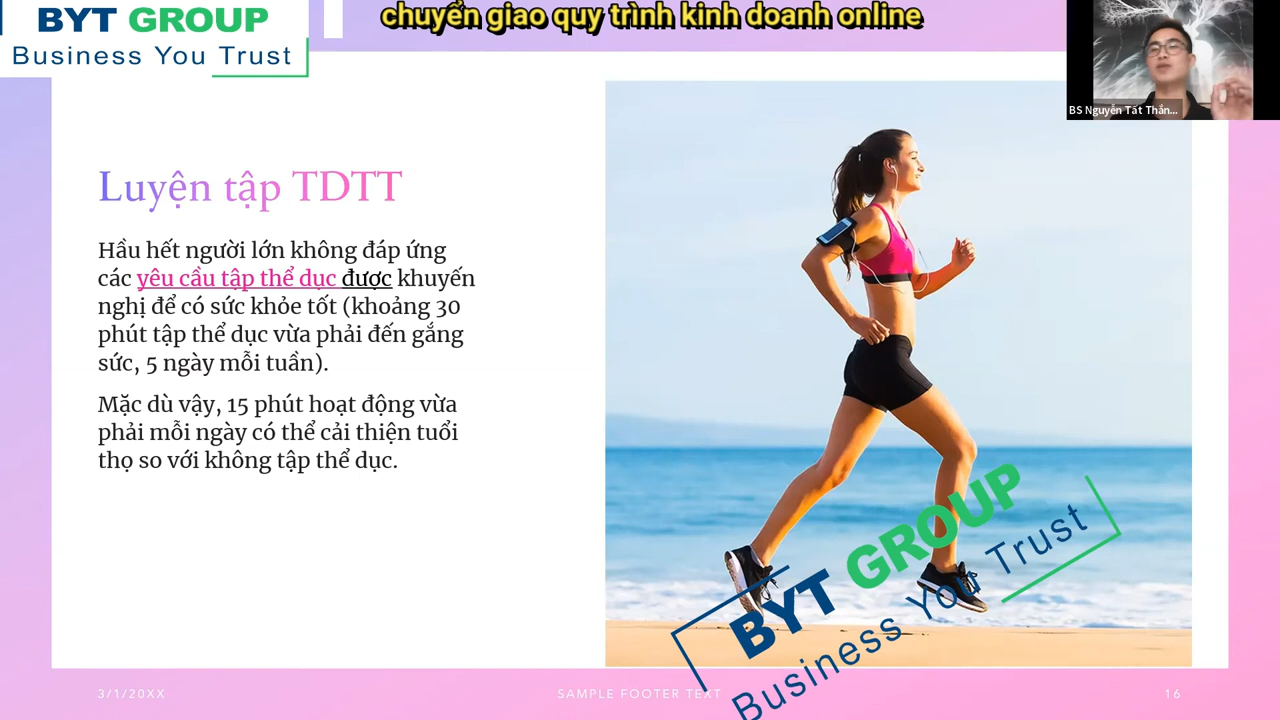 BYT GROUP
Business You Trust
chuyển giao quy trình kinh doanh online
BS Nguyễn Tất Thắn...
Luyện tập TDTT
Hầu hết người lớn không đáp ứng
các yêu cầu tập thể dục được khuyến
nghị để có sức khỏe tốt (khoảng 30
phút tập thể dục vừa phải đến gắng
sức, 5 ngày mỗi tuần).
Mặc dù vậy, 15 phút hoạt động vừa
phải mỗi ngày có thể cải thiện tuổi
thọ so với không tập thể dục.
BYT GROUP
Business You Trust
3/1/20XX
SAMPLE FOOTER TEXT
16